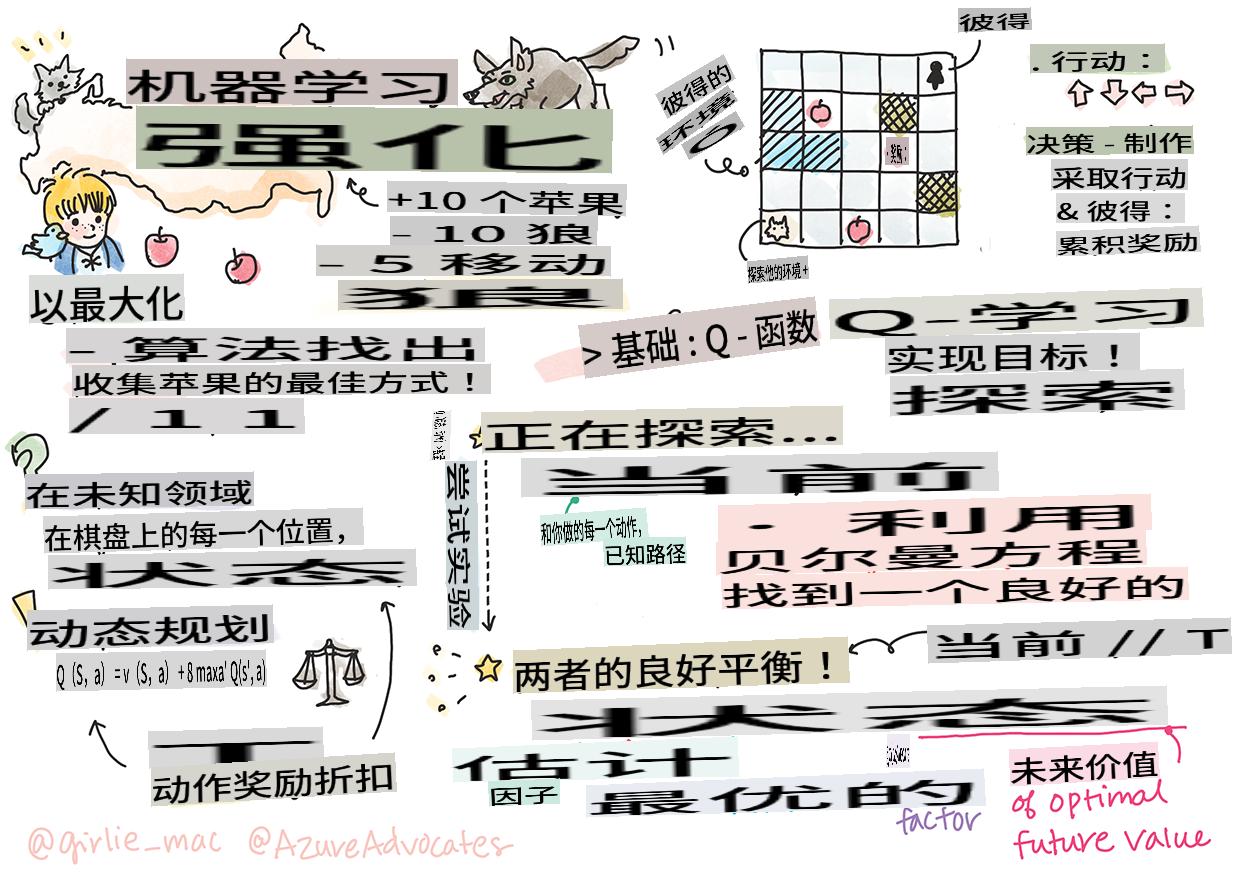 机器学习
强化
+10 个苹果
- 10 狼
- 5 移动
狼
以最大化
- 算法找出
收集苹果的最佳方式！
/ 1 1
彼得
彼得的
环境
奖励：
探索他的环境 +
. 行动：
决策 - 制作
采取行动
& 彼得：
累积奖励
> 基础 : Q - 函数
Q - 学习
实现目标！
探索
在未知领域
在棋盘上的每一个位置，
状态
动态规划
Q (S, a) = v (S, a) + 8 maxa' Q(s', a)
T
动作奖励折扣
正在探索...
当前
尝试实验
和你做的每一个动作，
已知路径
· 利用
贝尔曼方程
找到一个良好的
当前 // T
两者的良好平衡！
状态
估计
因子
最优的
factor
未来价值
of optimal
future value
@girlie_mac @AzureAdvocates